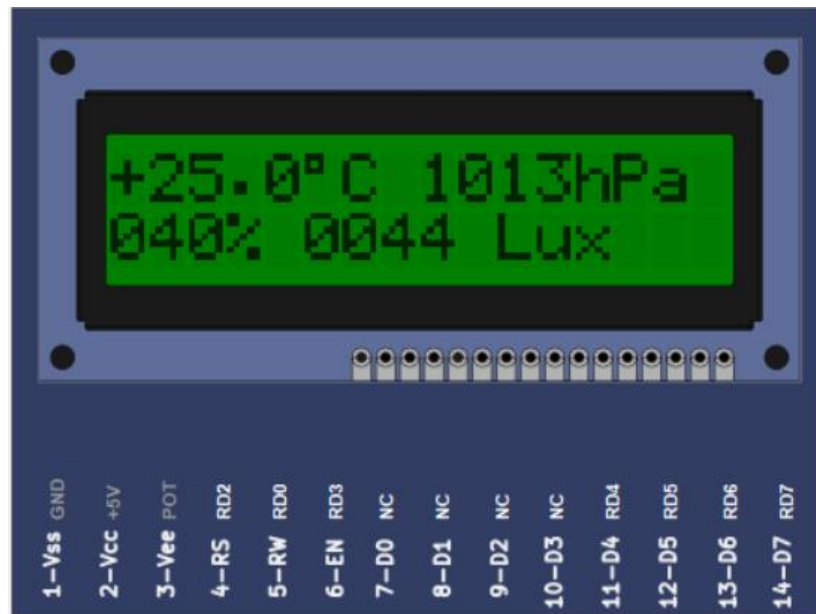 +25.0°C 1013hPa
040% 0044 Lux
1-Vss GND
2-Vcc +5V
3-Vee POT
4-RS RD2
5-RW RD0
6-EN RD3
7-D0 NC
8-D1 NC
9-D2 NC
10-D3 NC
11-D4 RD4
12-D5 RD5
13-D6 RD6
14-D7 RD7